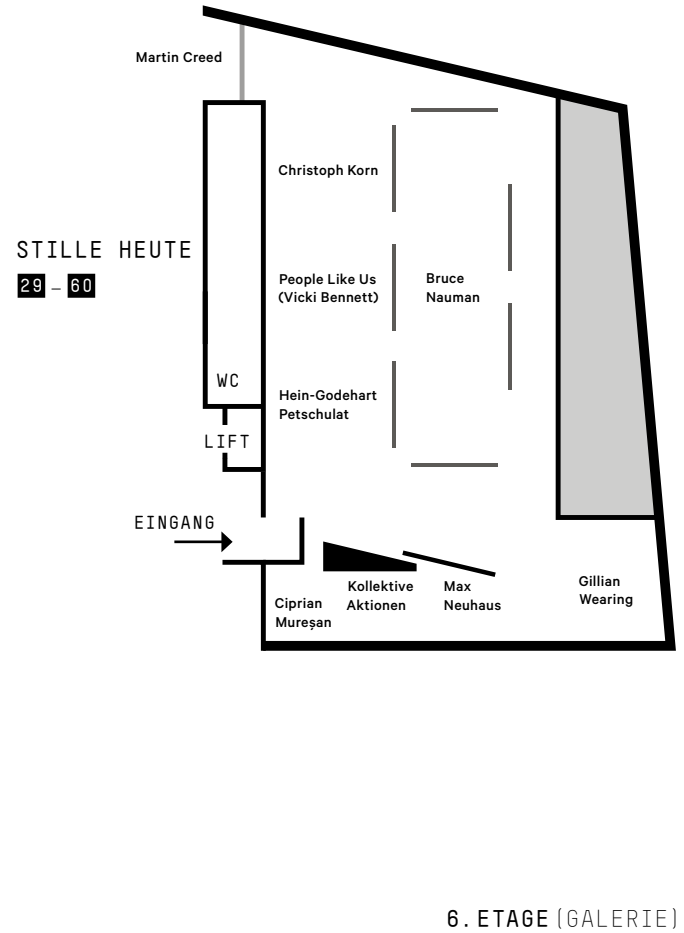 Martin Creed
Christoph Korn
STILLE HEUTE
29 – 60
People Like Us
(Vicki Bennett)
Bruce
Nauman
WC
Hein-Godehart
Petschulat
LIFT
EINGANG
Ciprian
Mureșan
Kollektive
Aktionen
Max
Neuhaus
Gillian
Wearing
6. ETAGE (GALERIE)